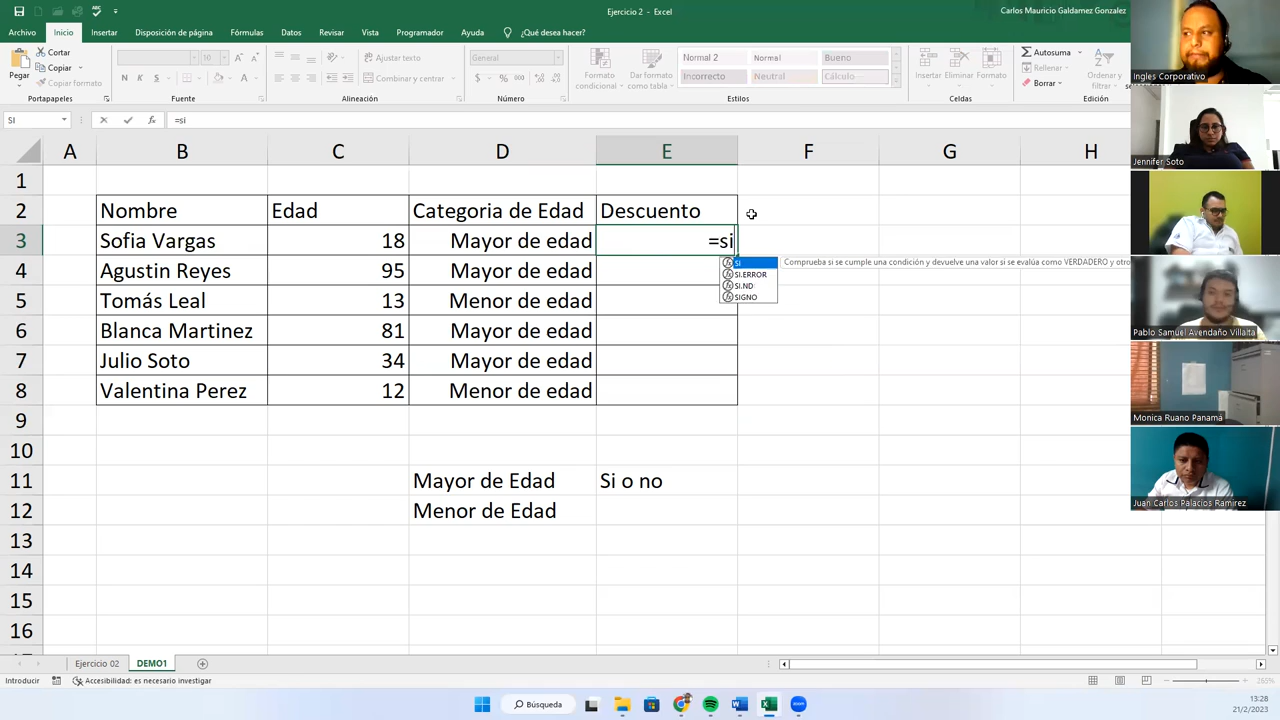 Ejercicio 2 - Excel
Carlos Mauricio Galdamez Gonzalez
Archivo Inicio Insertar Disposición de página Fórmulas Datos Revisar Vista Programador Ayuda ¿Qué desea hacer?
Pegar
Cortar
Copiar
Copiar formato
Portapapeles
10
N K S
Fuente
Ajustar texto
Combinar y centrar
Alineación
General
Número
Formato condicional
Dar formato como tabla
Normal 2 Normal Bueno
Incorrecto Neutral Cálculo
Estilos
Insertar Eliminar Formato
Celdas
Autosuma
Rellenar
Borrar
Ordenar y
Edición
SI =si
A B C D E F G H
1
2 Nombre Edad Categoria de Edad Descuento
3 Sofia Vargas 18 Mayor de edad =si
4 Agustin Reyes 95 Mayor de edad
5 Tomás Leal 13 Menor de edad
6 Blanca Martinez 81 Mayor de edad
7 Julio Soto 34 Mayor de edad
8 Valentina Perez 12 Menor de edad
9
10
11 Mayor de Edad Si o no
12 Menor de Edad
13
14
15
16
SI
SI.ERROR
SI.ND
SIGNO
Comprueba si se cumple una condición y devuelve una valor si se evalúa como VERDADERO y otro
Ingles Corporativo
Jennifer Soto
Pablo Samuel Avendaño Villalta
Monica Ruano Panamá
Juan Carlos Palacios Ramirez
Ejercicio 02 DEMO1
Introducir Accesibilidad: es necesario investigar
265%
Búsqueda
13:28
21/2/2023